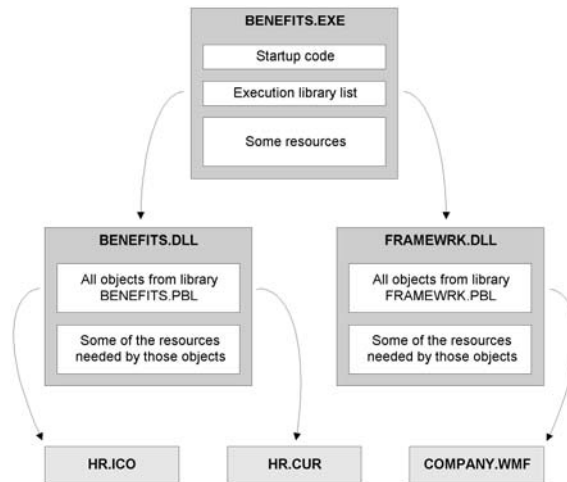 BENEFITS.EXE
Startup code
Execution library list
Some resources
BENEFITS.DLL
All objects from library
BENEFITS.PBL
Some of the resources
needed by those objects
FRAMEWRK.DLL
All objects from library
FRAMEWRK.PBL
Some of the resources
needed by those objects
HR.ICO
HR.CUR
COMPANY.WMF